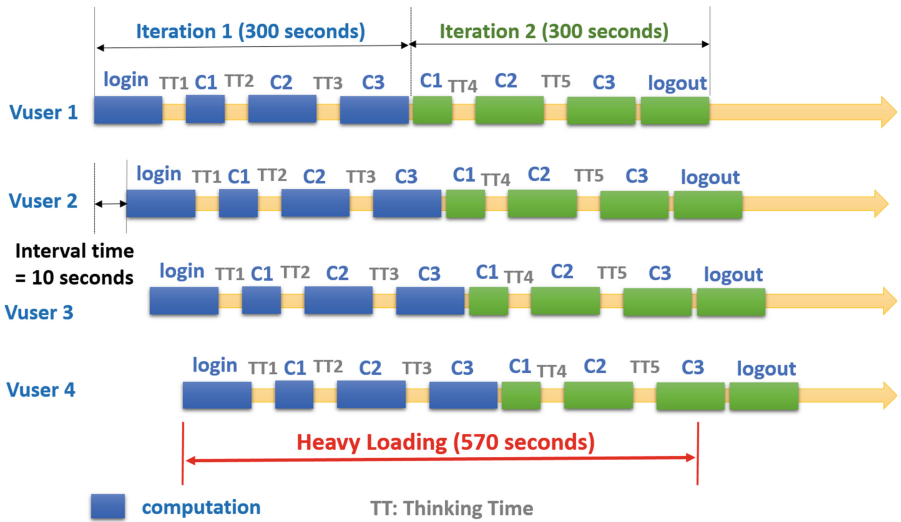 Iteration 1 (300 seconds) Iteration 2 (300 seconds)
login TT1 C1 TT2 C2 TT3 C3 C1 TT4 C2 TT5 C3 logout
Vuser 1
login TT1 C1 TT2 C2 TT3 C3 C1 TT4 C2 TT5 C3 logout
Vuser 2
Interval time
= 10 seconds
login TT1 C1 TT2 C2 TT3 C3 C1 TT4 C2 TT5 C3 logout
Vuser 3
login TT1 C1 TT2 C2 TT3 C3 C1 TT4 C2 TT5 C3 logout
Vuser 4
Heavy Loading (570 seconds)
computation TT: Thinking Time